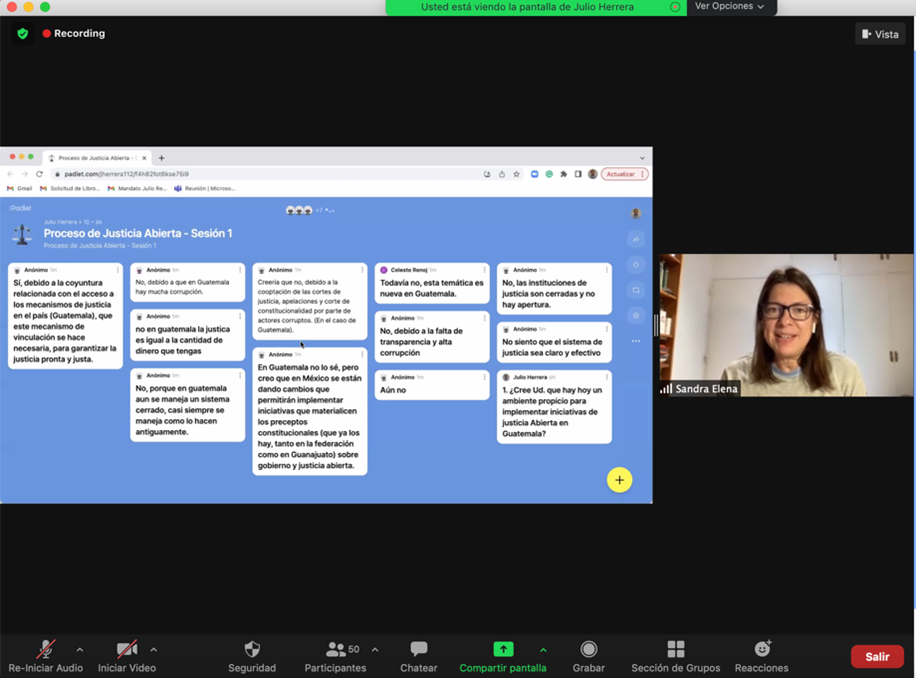 Usted está viendo la pantalla de Julio Herrera
Ver Opciones
Recording
Vista
Proceso de Justicia Abierta - S
padlet.com/jherrera112/f4h82fot6kse75i9
Actualizar
Gmail
Solicitud de Libro...
Mandato Julio Re...
Reunión | Microso...
:Padlet
+7
Julio Herrera • 10 • 6h
Proceso de Justicia Abierta - Sesión 1
Proceso de Justicia Abierta - Sesión 1
Anónimo 1m
Sí, debido a la coyuntura
relacionada con el acceso a
los mecanismos de justicia
en el país (Guatemala), que
este mecanismo de
vinculación se hace
necesaria, para garantizar la
justicia pronta y justa.
Anónimo 1m
No, debido a que en Guatemala
hay mucha corrupción.
Anónimo 1m
no en guatemala la justica
es igual a la cantidad de
dinero que tengas
Anónimo 1m
No, porque en guatemala
aun se maneja un sistema
cerrado, casi siempre se
maneja como lo hacen
antiguamente.
Anónimo 1m
Creería que no, debido a la
cooptación de las cortes de
justicia, apelaciones y corte de
constitucionalidad por parte de
actores corruptos. (En el caso de
Guatemala).
Anónimo 1m
En Guatemala no lo sé, pero
creo que en México se están
dando cambios que
permitirán implementar
iniciativas que materialicen
los preceptos
constitucionales (que ya los
hay, tanto en la federación
como en Guanajuato) sobre
gobierno y justicia abierta.
Celeste Renoj 1m
Todavía no, esta temática es
nueva en Guatemala.
Anónimo 1m
No, debido a la falta de
transparencia y alta
corrupción
Anónimo 1m
Aún no
Anónimo 1m
No, las instituciones de
justicia son cerradas y no
hay apertura.
Anónimo 1m
No siento que el sistema de
justicia sea claro y efectivo
Julio Herrera 6h
1. ¿Cree Ud. que hay hoy un
ambiente propicio para
implementar iniciativas de
justicia Abierta en
Guatemala?
Sandra Elena
Re-Iniciar Audio
Iniciar Video
Seguridad
50
Participantes
Chatear
Compartir pantalla
Grabar
Sección de Grupos
Reacciones
Salir